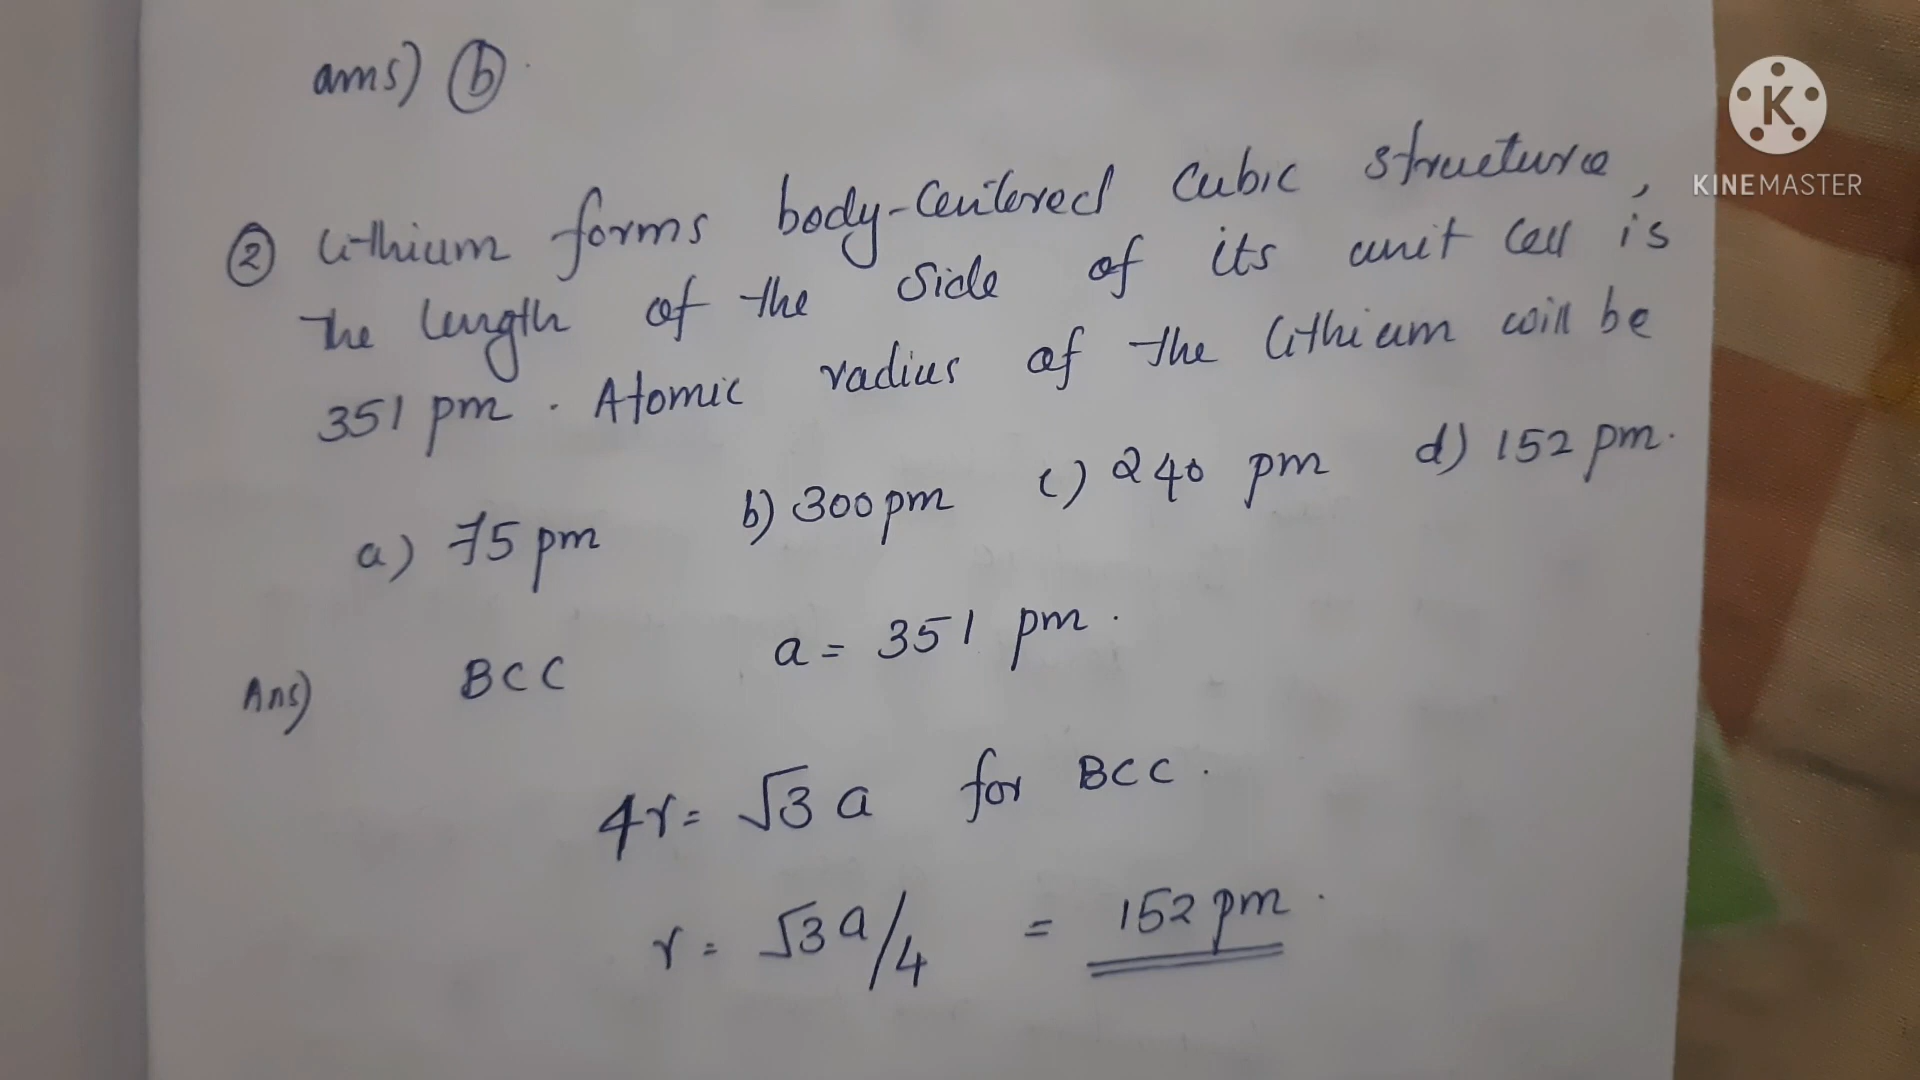 ans) ⓑ.
② Lithium forms body-centered cubic structure,
the length of the side of its unit cell is
351 pm. Atomic radius of the lithium will be
a) 75 pm b) 300 pm c) 240 pm d) 152 pm.
Ans) BCC a = 351 pm.
4r = √3 a for BCC.
r = √3 a/4 = 152 pm.
KINEMASTER